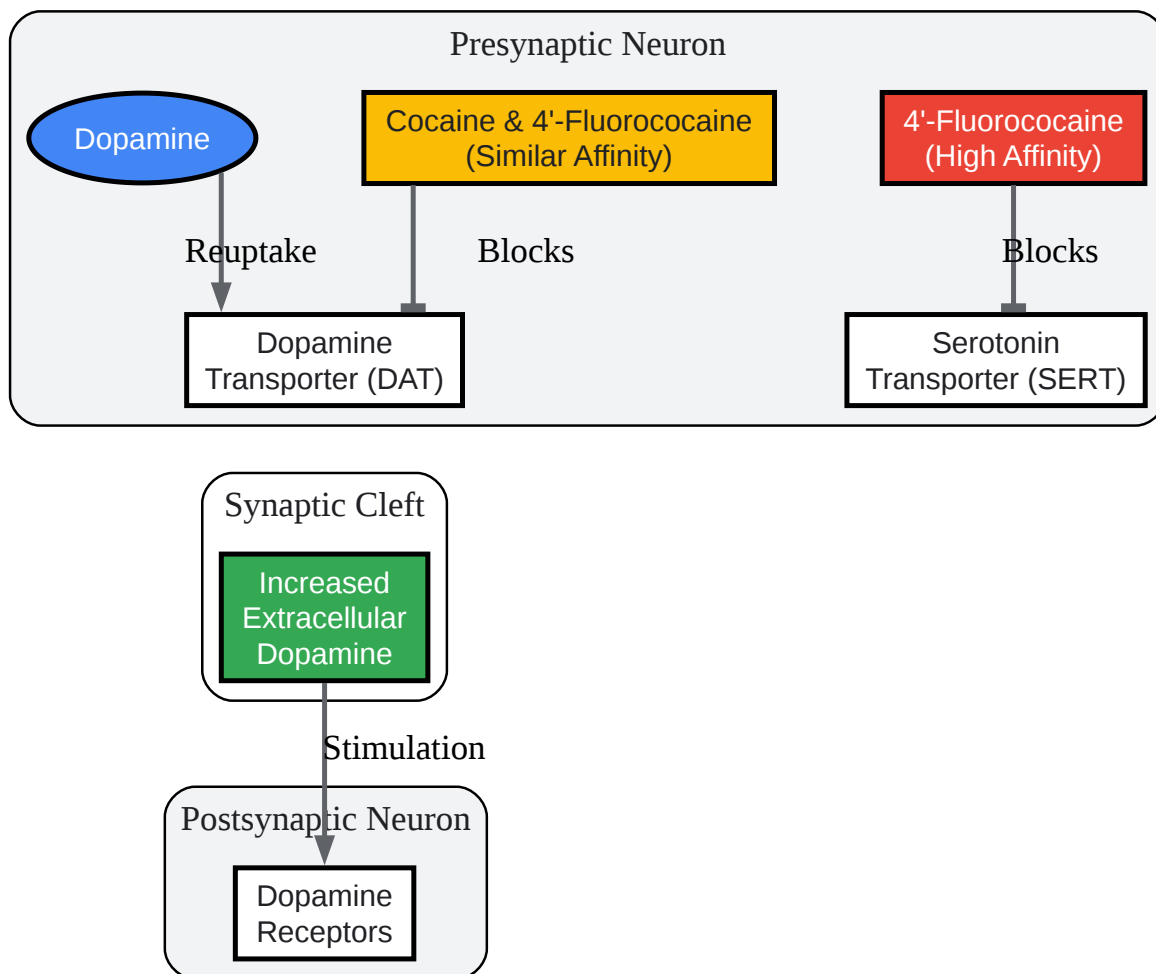 Presynaptic Neuron
Dopamine
Cocaine & 4'-Fluorococaine
(Similar Affinity)
4'-Fluorococaine
(High Affinity)
Reuptake
Blocks
Blocks
Dopamine
Transporter (DAT)
Serotonin
Transporter (SERT)
Synaptic Cleft
Increased
Extracellular
Dopamine
Stimulation
Postsynaptic Neuron
Dopamine
Receptors